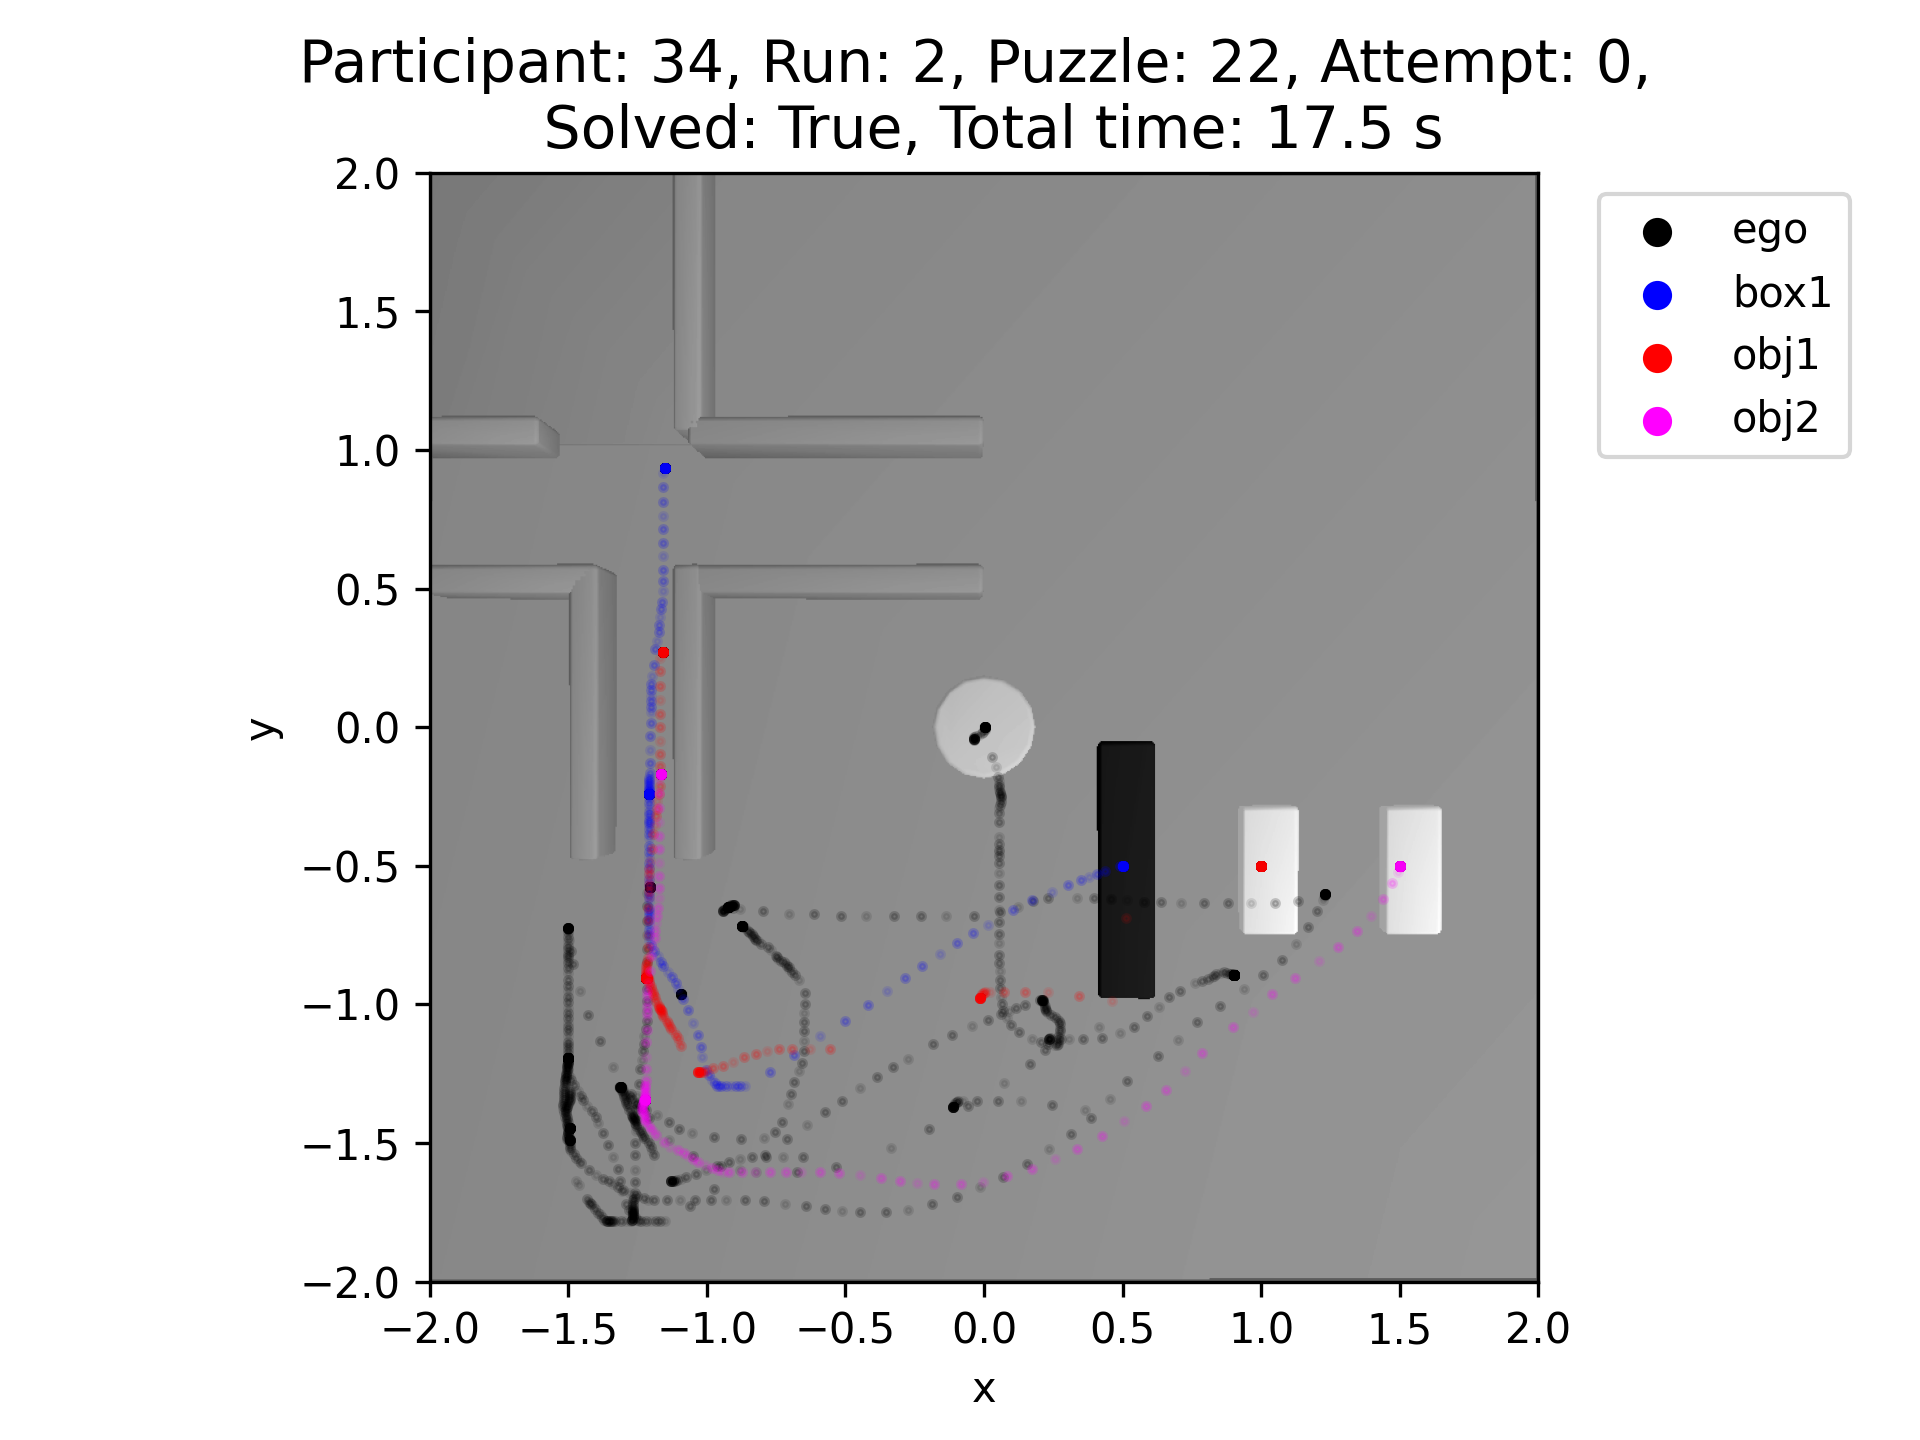 Participant: 34, Run: 2, Puzzle: 22, Attempt: 0,
Solved: True, Total time: 17.5 s
ego
box1
obj1
obj2
y
2.0
1.5
1.0
0.5
0.0
−0.5
−1.0
−1.5
−2.0
−2.0 −1.5 −1.0 −0.5 0.0 0.5 1.0 1.5 2.0
x